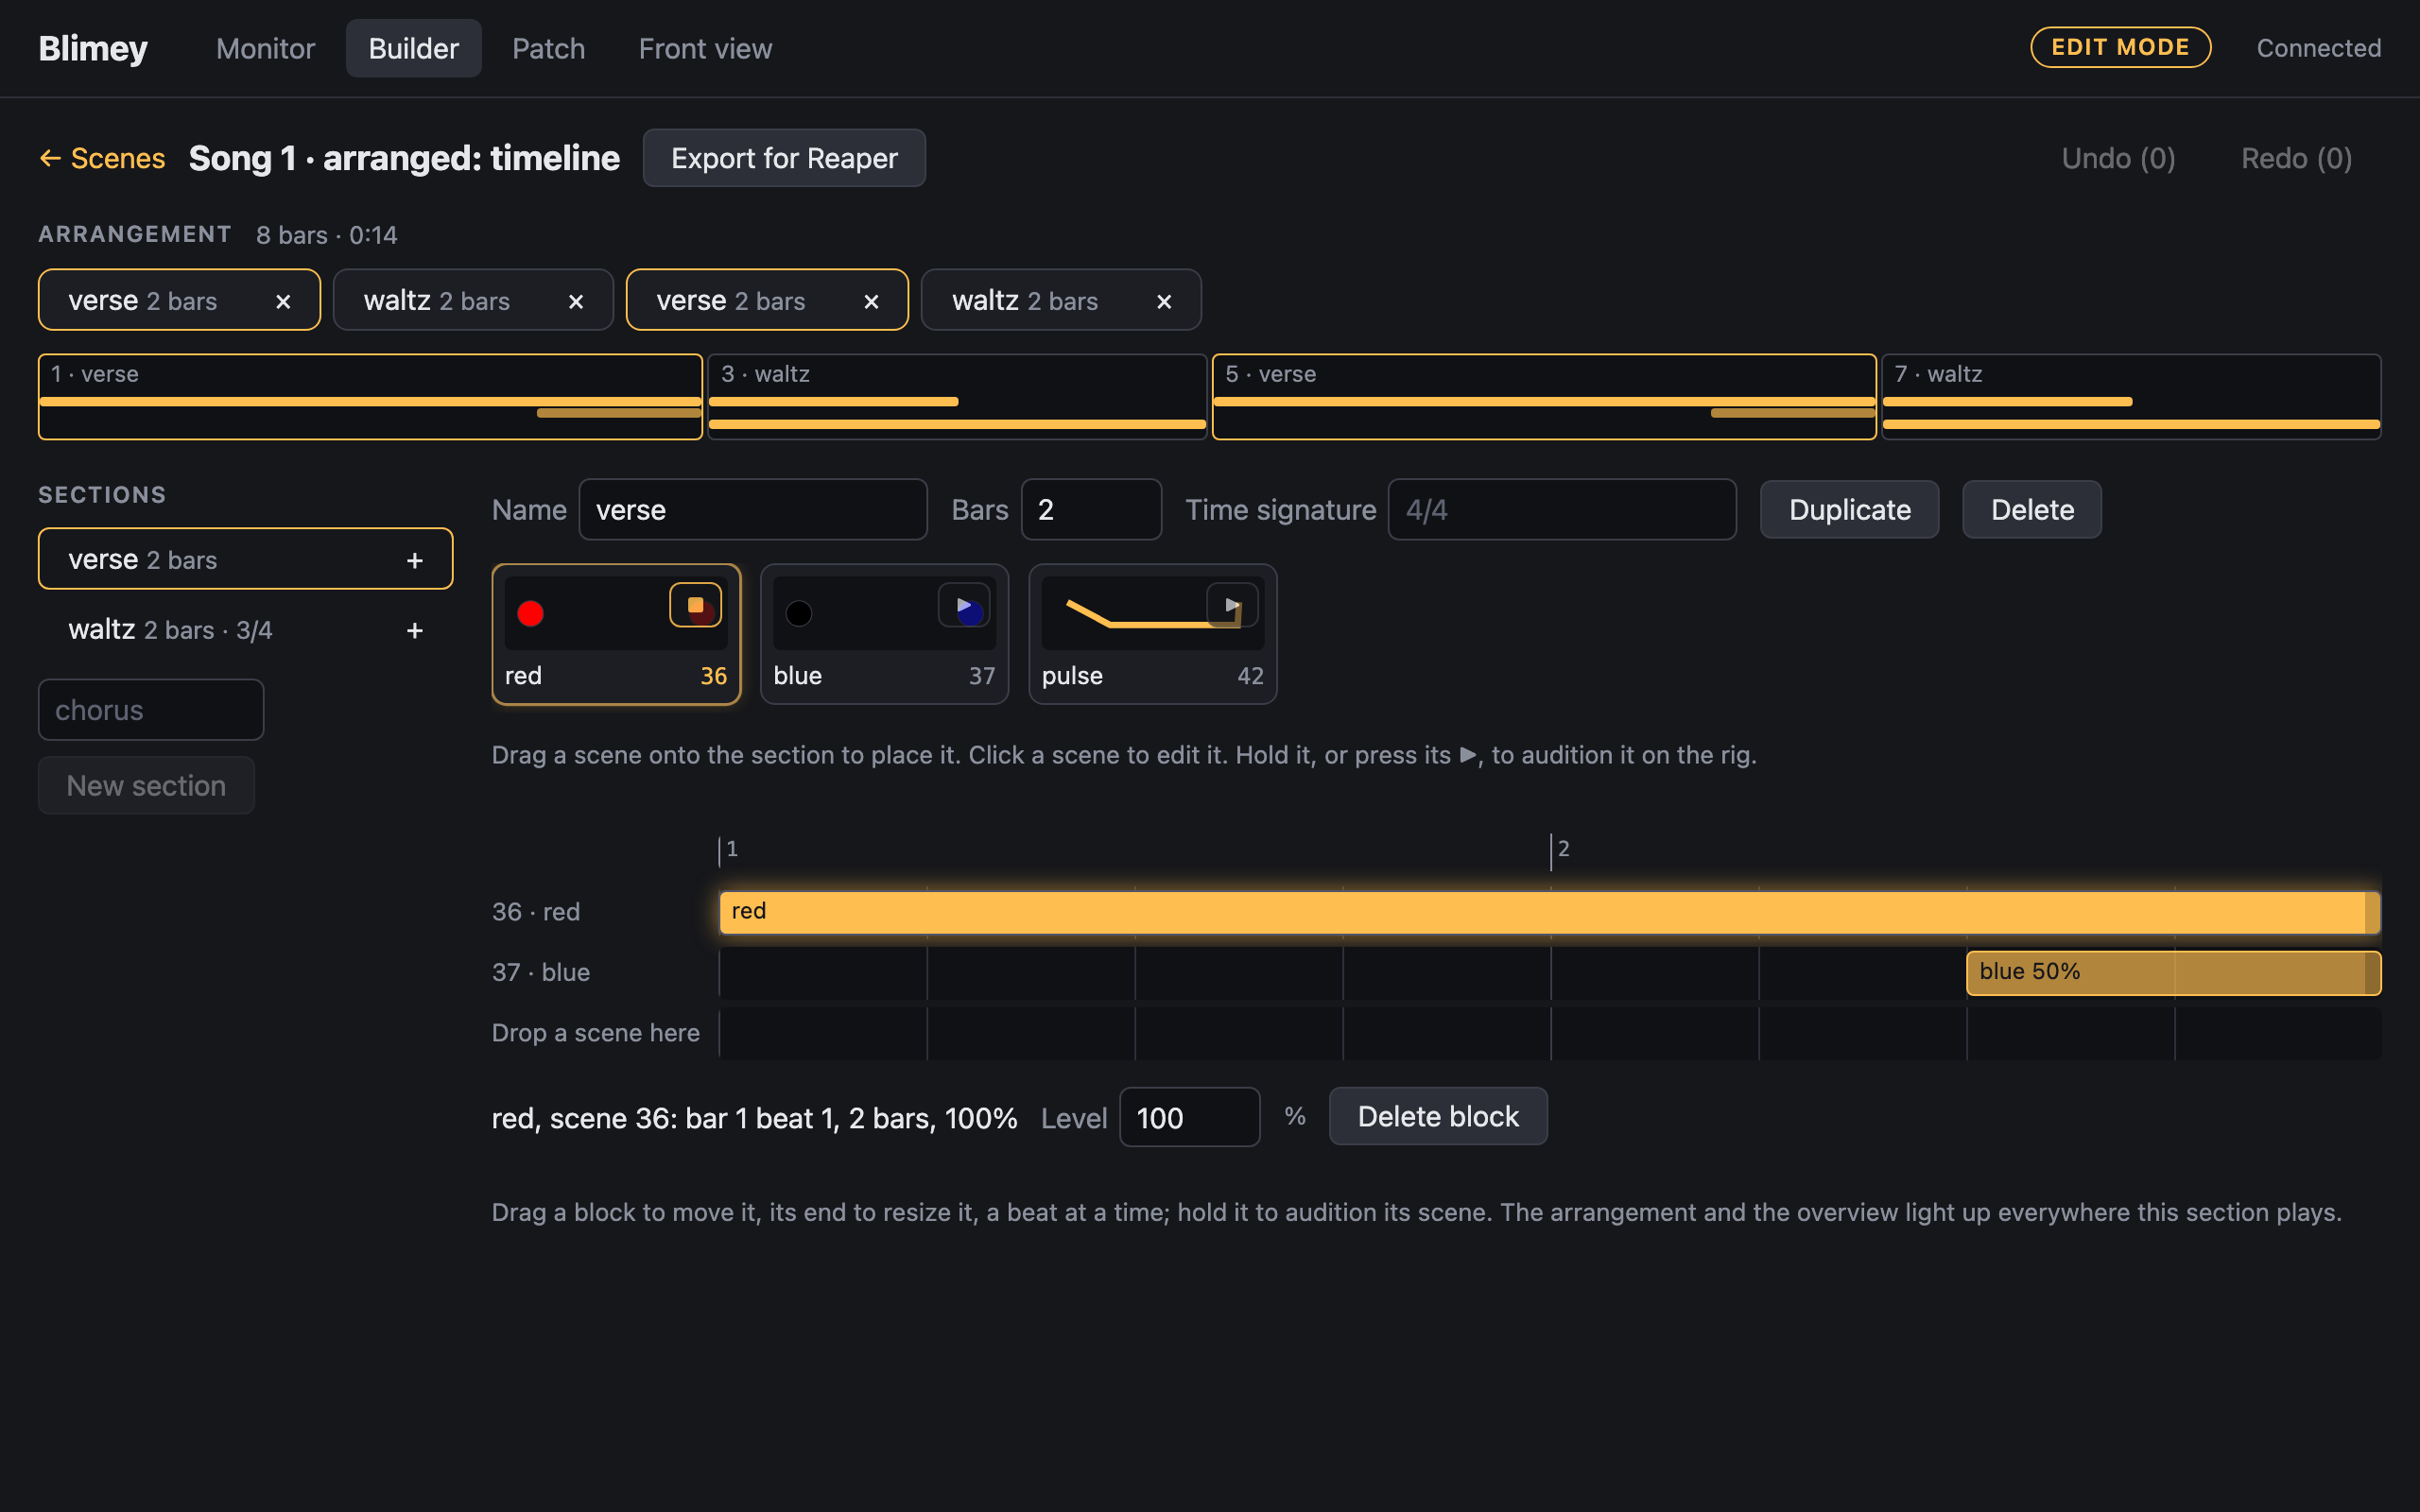 Blimey Monitor Builder Patch Front view EDIT MODE Connected
← Scenes Song 1 · arranged: timeline Export for Reaper Undo (0) Redo (0)
ARRANGEMENT 8 bars · 0:14
verse 2 bars × waltz 2 bars × verse 2 bars × waltz 2 bars ×
1 · verse 3 · waltz 5 · verse 7 · waltz
SECTIONS
verse 2 bars +
waltz 2 bars · 3/4 +
chorus
New section
Name verse Bars 2 Time signature 4/4 Duplicate Delete
red 36 blue 37 pulse 42
Drag a scene onto the section to place it. Click a scene to edit it. Hold it, or press its ▶, to audition it on the rig.
1 2
36 · red red
37 · blue blue 50%
Drop a scene here
red, scene 36: bar 1 beat 1, 2 bars, 100% Level 100 % Delete block
Drag a block to move it, its end to resize it, a beat at a time; hold it to audition its scene. The arrangement and the overview light up everywhere this section plays.